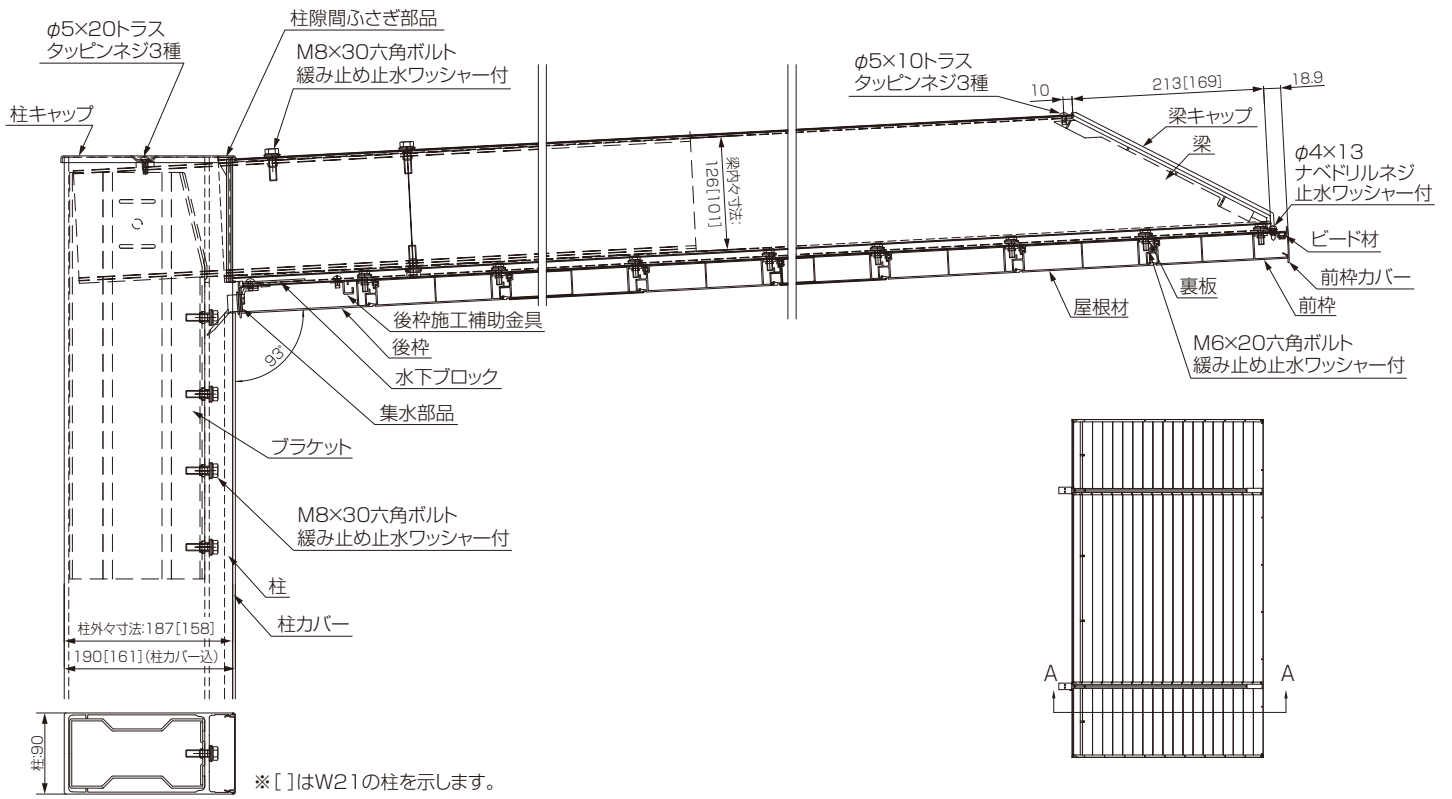 φ5×20トラス
タッピンネジ3種
柱隙間ふさぎ部品
M8×30六角ボルト
緩み止め止水ワッシャー付
柱キャップ
φ5×10トラス
タッピンネジ3種
10
213[169]
18.9
梁キャップ
梁
φ4×13
ナベドリルネジ
止水ワッシャー付
梁内々寸法:
126[101]
ビード材
前枠カバー
前枠
裏板
屋根材
M6×20六角ボルト
緩み止め止水ワッシャー付
後枠施工補助金具
後枠
93°
水下ブロック
集水部品
ブラケット
M8×30六角ボルト
緩み止め止水ワッシャー付
柱
柱カバー
柱外々寸法:187[158]
190[161](柱カバー込)
柱:90
A
A
※[ ]はW21の柱を示します。